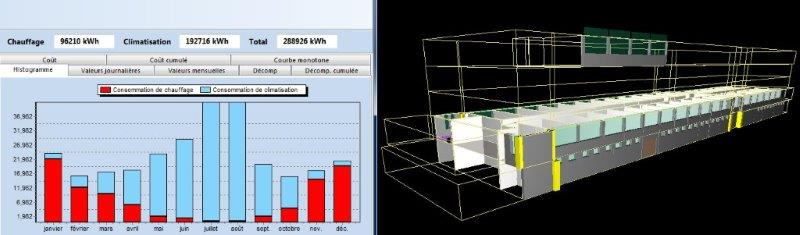 Chauffage 96210 kWh Climatisation 192716 kWh Total 288926 kWh
Coût Coût cumulé Courbe monotone
Histogramme Valeurs journalières Valeurs mensuelles Décomp Décomp. cumulée
Consommation de chauffage Consommation de climatisation
36,982
31,982
26,982
21,982
16,982
11,982
6,982
1,982
janvier février mars avril mai juin juillet août sept. octobre nov. déc.